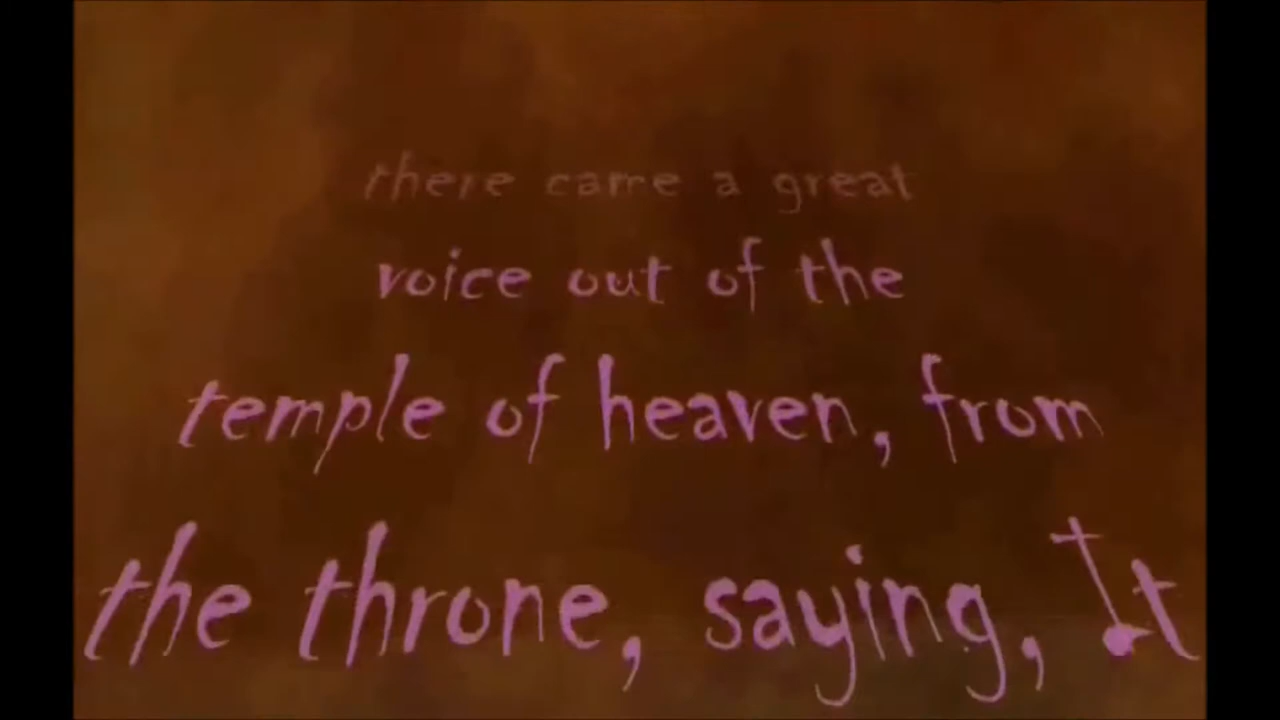 there came a great
voice out of the
temple of heaven, from
the throne, saying, It